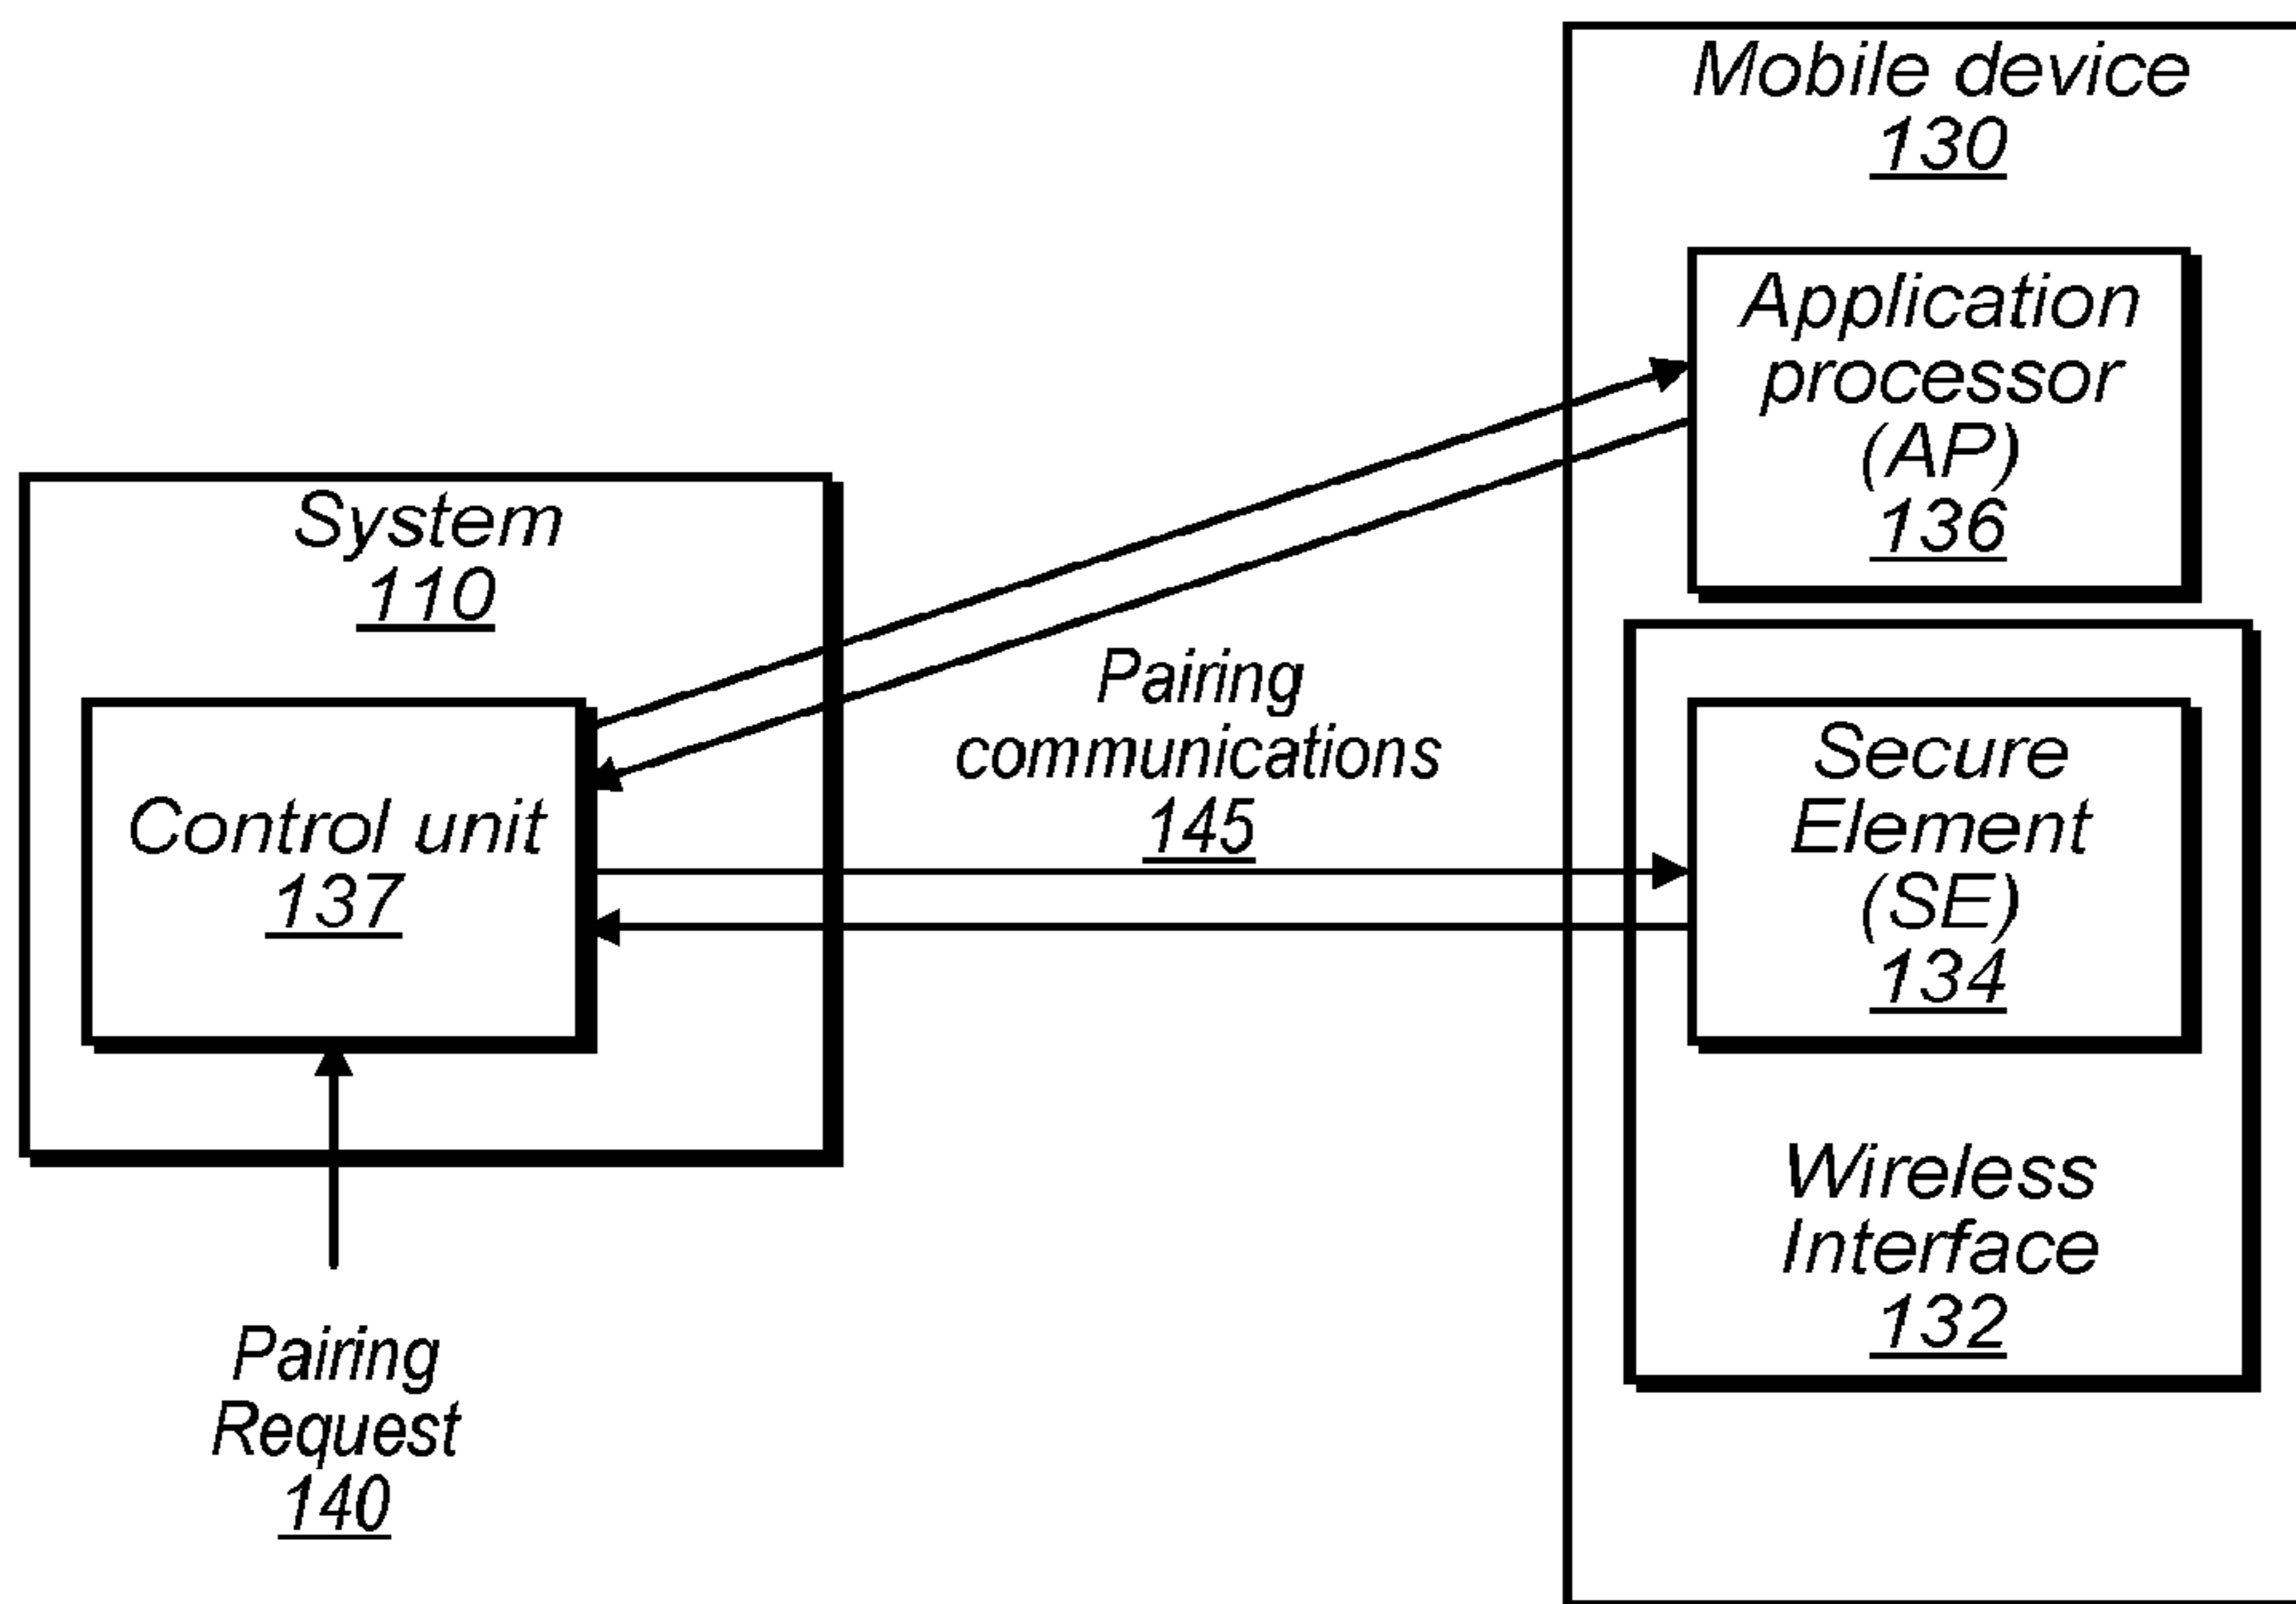 Mobile device
130
Application
processor
(AP)
136
System
110
Pairing
communications
145
Control unit
137
Secure
Element
(SE)
134
Wireless
Interface
132
Pairing
Request
140